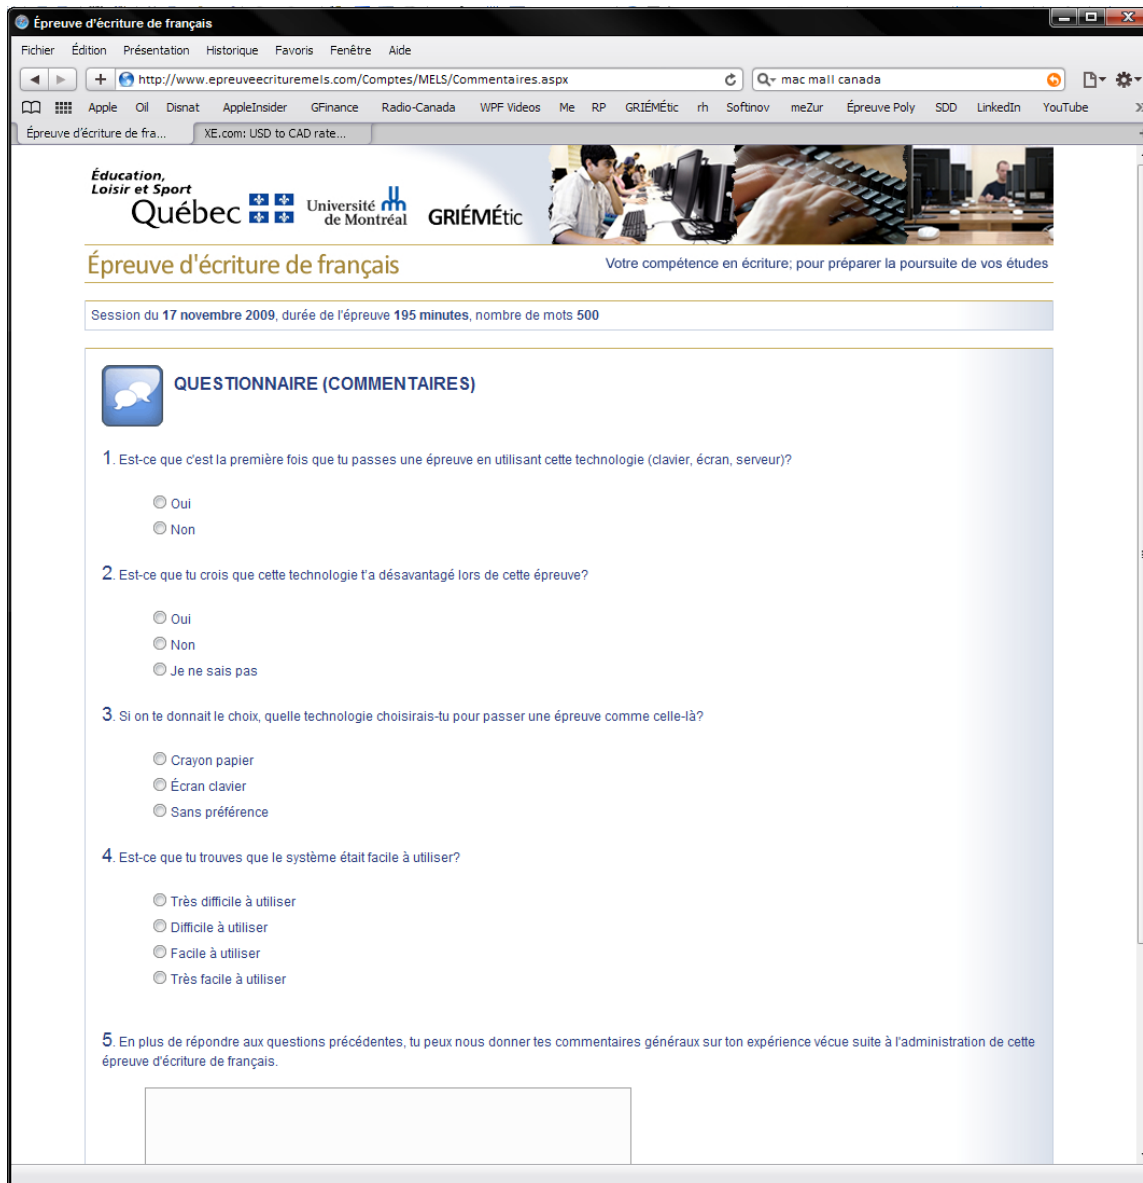 Épreuve d'écriture de français
Fichier Édition Présentation Historique Favoris Fenêtre Aide
http://www.epreuveecrituremels.com/Comptes/MELS/Commentaires.aspx mac mall canada
Apple Oil Disnat AppleInsider GFinance Radio-Canada WPF Videos Me RP GRIÉMÉtic rh Softinov meZur Épreuve Poly SDD LinkedIn YouTube
Épreuve d'écriture de fra... XE.com: USD to CAD rate...
Éducation,
Loisir et Sport
Québec
Université
de Montréal
GRIÉMÉtic
Épreuve d'écriture de français
Votre compétence en écriture; pour préparer la poursuite de vos études
Session du 17 novembre 2009, durée de l'épreuve 195 minutes, nombre de mots 500
QUESTIONNAIRE (COMMENTAIRES)
1. Est-ce que c'est la première fois que tu passes une épreuve en utilisant cette technologie (clavier, écran, serveur)?
Oui
Non
2. Est-ce que tu crois que cette technologie t'a désavantagé lors de cette épreuve?
Oui
Non
Je ne sais pas
3. Si on te donnait le choix, quelle technologie choisirais-tu pour passer une épreuve comme celle-là?
Crayon papier
Écran clavier
Sans préférence
4. Est-ce que tu trouves que le système était facile à utiliser?
Très difficile à utiliser
Difficile à utiliser
Facile à utiliser
Très facile à utiliser
5. En plus de répondre aux questions précédentes, tu peux nous donner tes commentaires généraux sur ton expérience vécue suite à l'administration de cette
épreuve d'écriture de français.